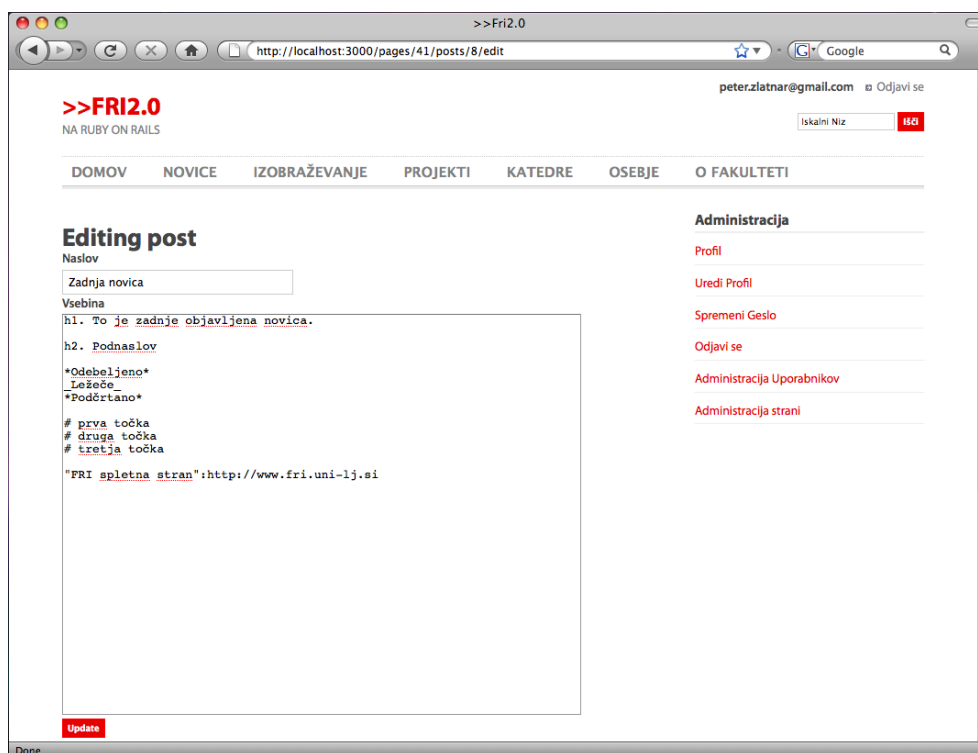 >>Fri2.0
http://localhost:3000/pages/41/posts/8/edit
Google
peter.zlatnar@gmail.com Odjavi se
>>FRI2.0
NA RUBY ON RAILS
Iskalni Niz Išči
DOMOV NOVICE IZOBRAŽEVANJE PROJEKTI KATEDRE OSEBJE O FAKULTETI
Editing post
Naslov
Zadnja novica
Vsebina
h1. To je zadnje objavljena novica.
h2. Podnaslov
*Odebeljeno*
_Ležeče_
*Podčrtano*
# prva točka
# druga točka
# tretja točka
"FRI spletna stran":http://www.fri.uni-lj.si
Update
Administracija
Profil
Uredi Profil
Spremeni Geslo
Odjavi se
Administracija Uporabnikov
Administracija strani
Done